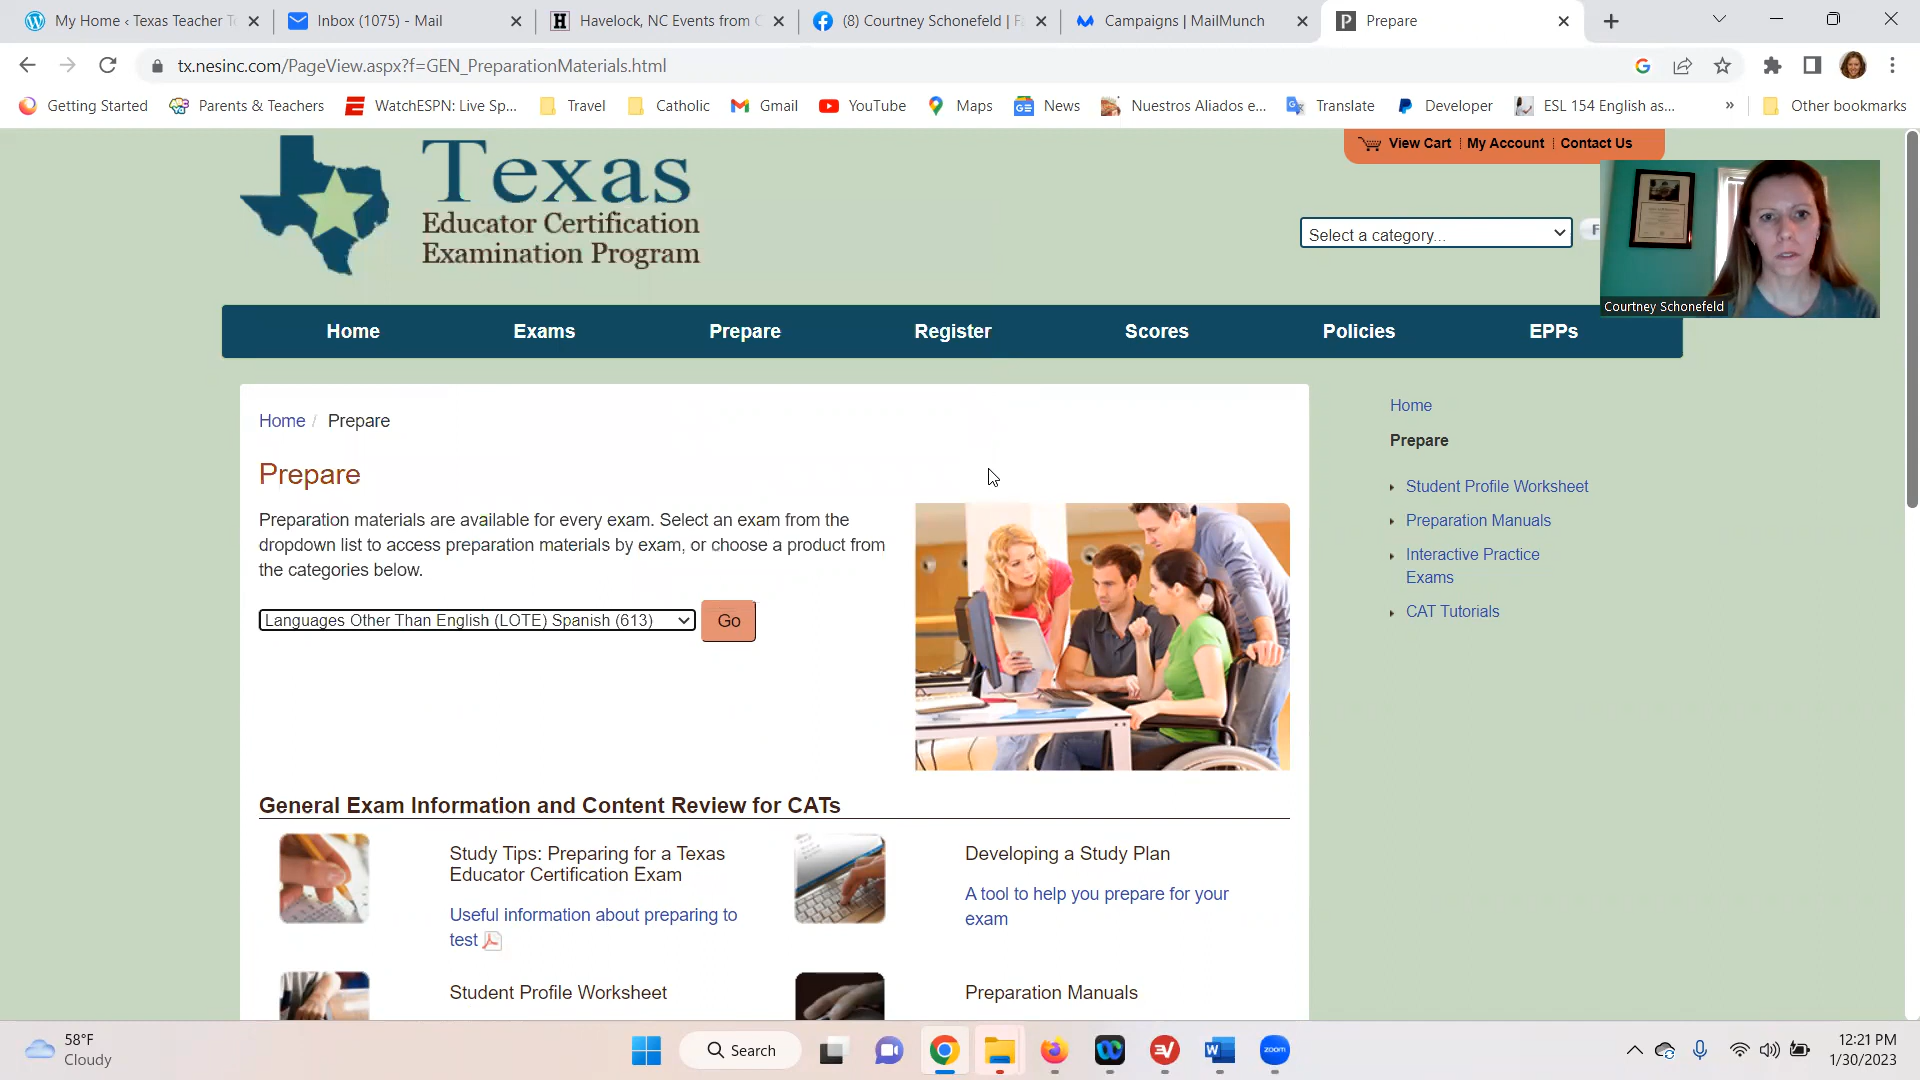 My Home ‹ Texas Teacher T
Inbox (1075) - Mail
Havelock, NC Events from
(8) Courtney Schonefeld | Fa
Campaigns | MailMunch
Prepare
tx.nesinc.com/PageView.aspx?f=GEN_PreparationMaterials.html
Getting Started
Parents & Teachers
WatchESPN: Live Sp...
Travel
Catholic
Gmail
YouTube
Maps
News
Nuestros Aliados e...
Translate
Developer
ESL 154 English as...
»
Other bookmarks
View Cart | My Account | Contact Us
Texas
Educator Certification
Examination Program
Select a category...
F
Courtney Schonefeld
Home
Exams
Prepare
Register
Scores
Policies
EPPs
Home / Prepare
Prepare
Preparation materials are available for every exam. Select an exam from the
dropdown list to access preparation materials by exam, or choose a product from
the categories below.
Languages Other Than English (LOTE) Spanish (613)
Go
Home
Prepare
Student Profile Worksheet
Preparation Manuals
Interactive Practice
Exams
CAT Tutorials
General Exam Information and Content Review for CATs
Study Tips: Preparing for a Texas
Educator Certification Exam
Useful information about preparing to
test
Developing a Study Plan
A tool to help you prepare for your
exam
Student Profile Worksheet
Preparation Manuals
58°F
Cloudy
Search
zoom
12:21 PM
1/30/2023